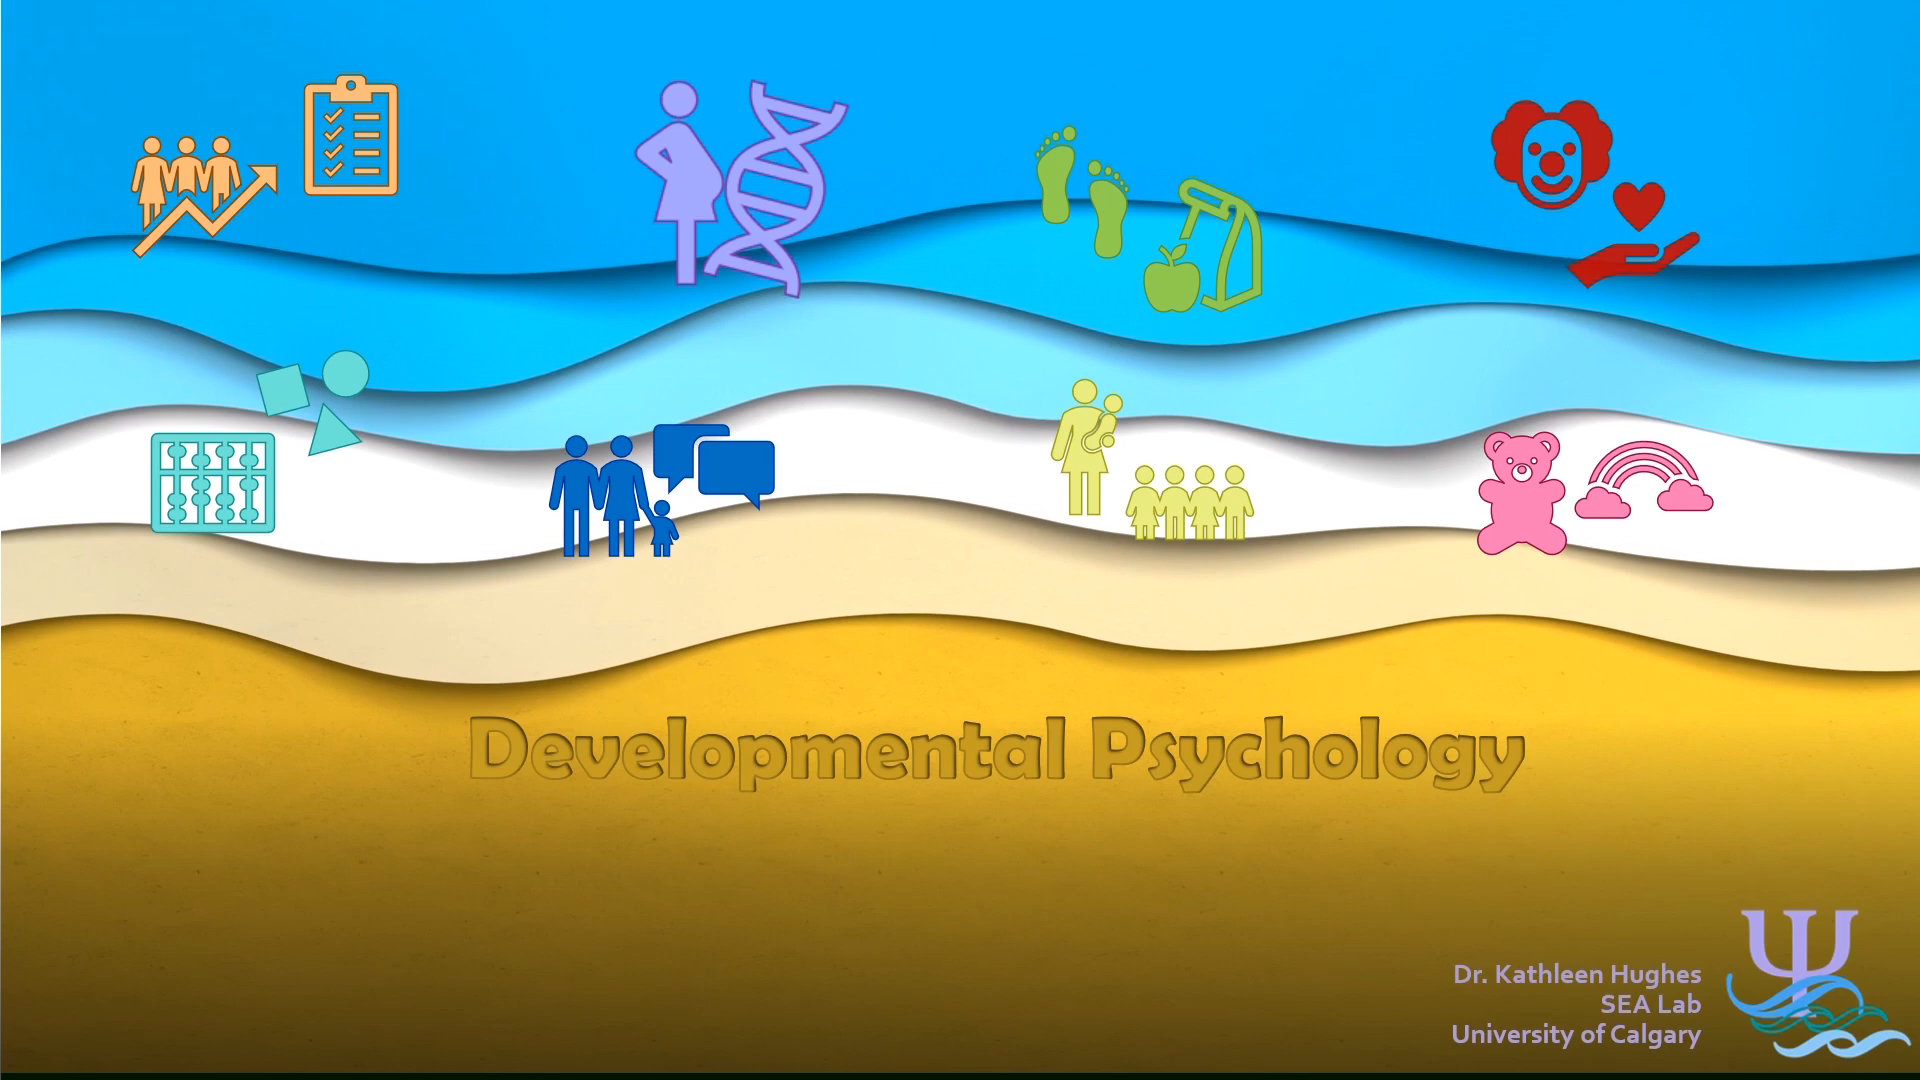 Developmental Psychology
Dr. Kathleen Hughes
SEA Lab
University of Calgary